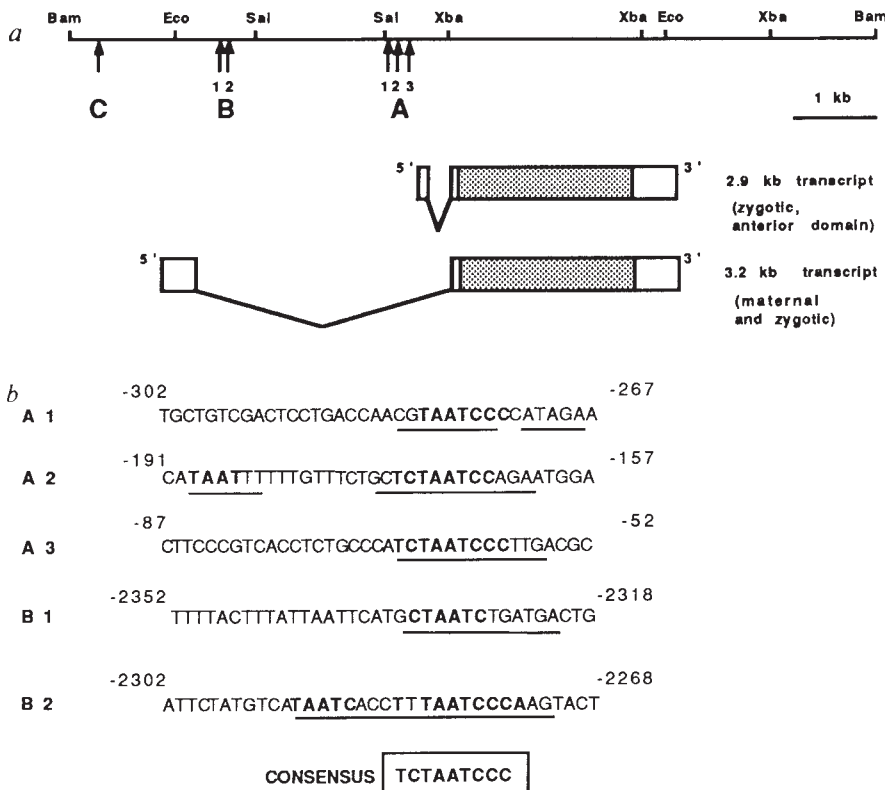 a
Bam Eco Sal Sal Xba Xba Eco Xba Bam
1 2 1 2 3
C B A
1 kb
5' 3'
2.9 kb transcript
(zygotic,
anterior domain)
5' 3'
3.2 kb transcript
(maternal
and zygotic)
b
-302 -267
A 1 TGCTGTCGACTCCTGACCAACGTAATCCCCATAGAA
-191 -157
A 2 CATAATTTTTTGTTTCTGCTCTAATCCAGAATGGA
-87 -52
A 3 CTTCCCGTCACCTCTGCCCATCTAATCCCTTGACGC
-2352 -2318
B 1 TTTTACTTTATTAATTCATGCTAATCTGATGACTG
-2302 -2268
B 2 ATTCTATGTCATAATCACCTTTAATCCCAAGTACT
CONSENSUS TCTAATCCC